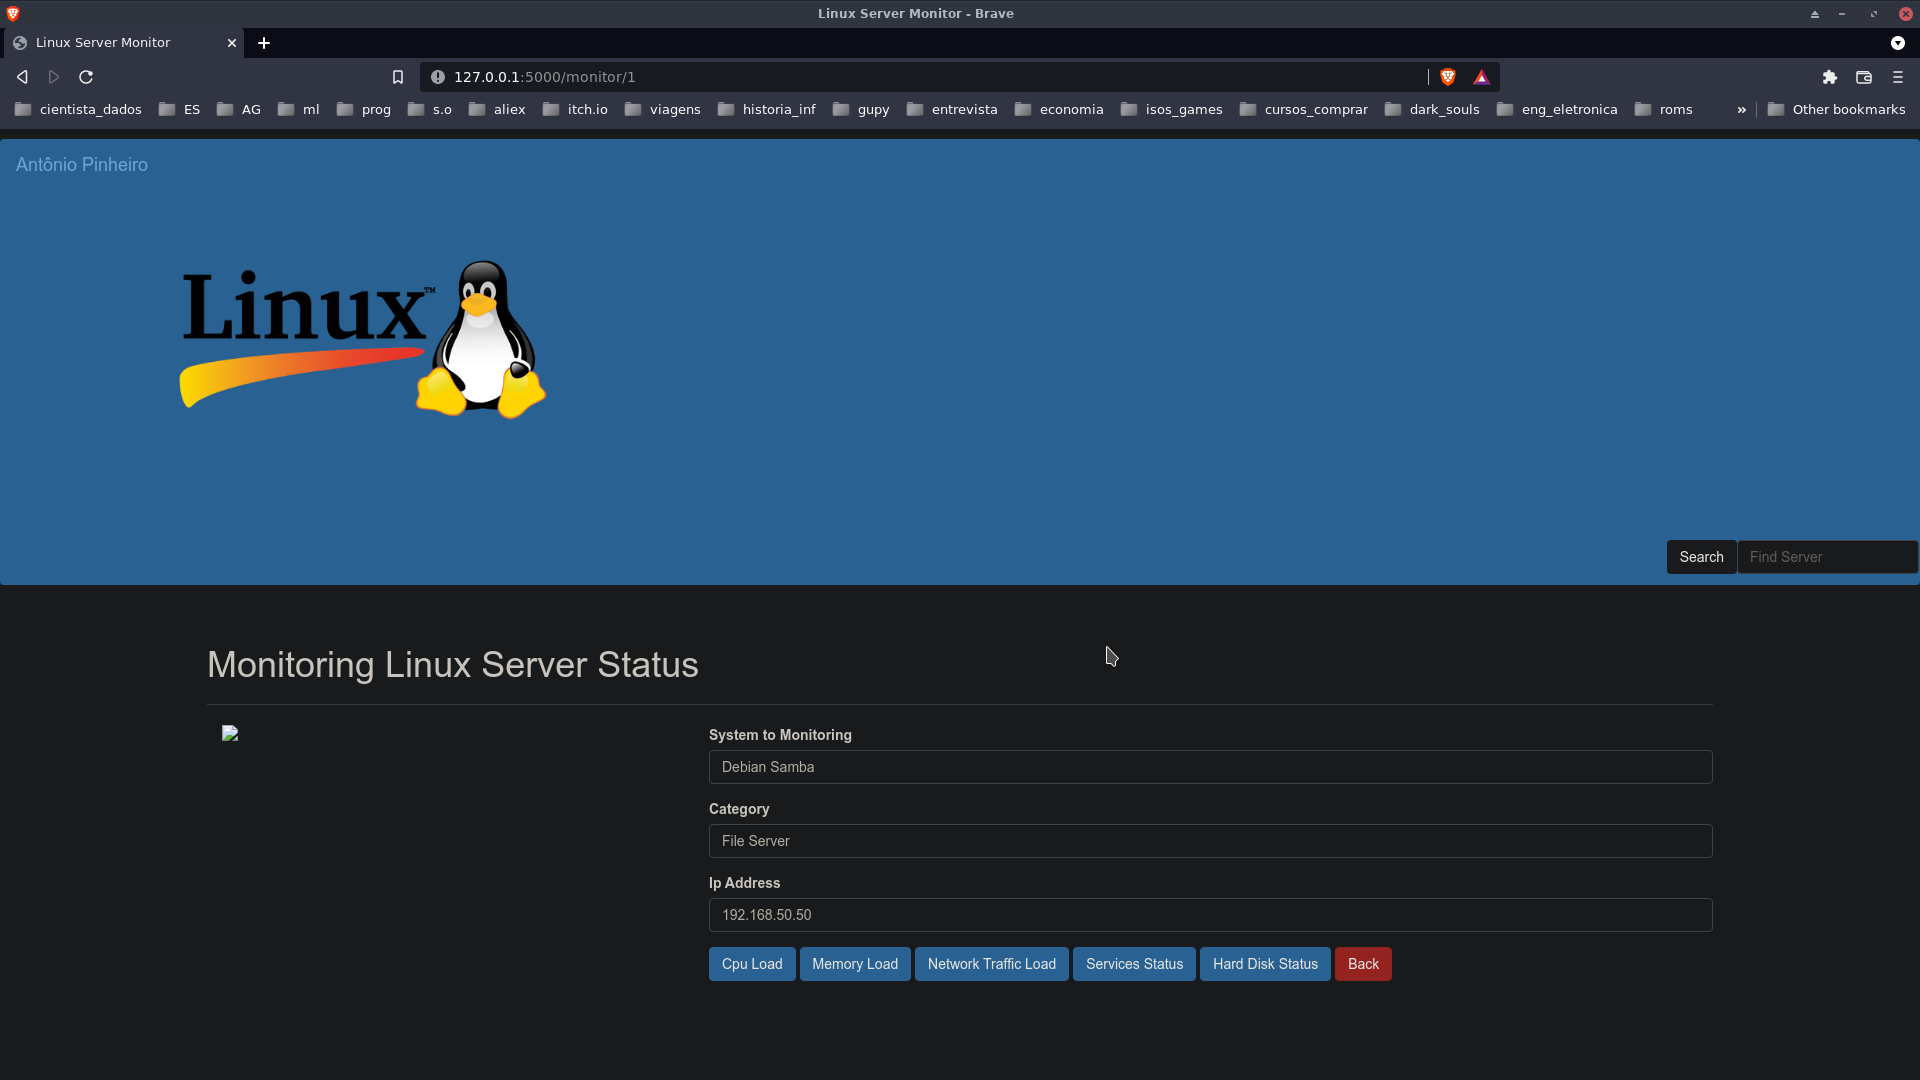 Linux Server Monitor - Brave
Linux Server Monitor
127.0.0.1:5000/monitor/1
cientista_dados ES AG ml prog s.o aliex itch.io viagens historia_inf gupy entrevista economia isos_games cursos_comprar dark_souls eng_eletronica roms » Other bookmarks
Antônio Pinheiro
Linux™
Search Find Server
Monitoring Linux Server Status
System to Monitoring
Debian Samba
Category
File Server
Ip Address
192.168.50.50
Cpu Load Memory Load Network Traffic Load Services Status Hard Disk Status Back